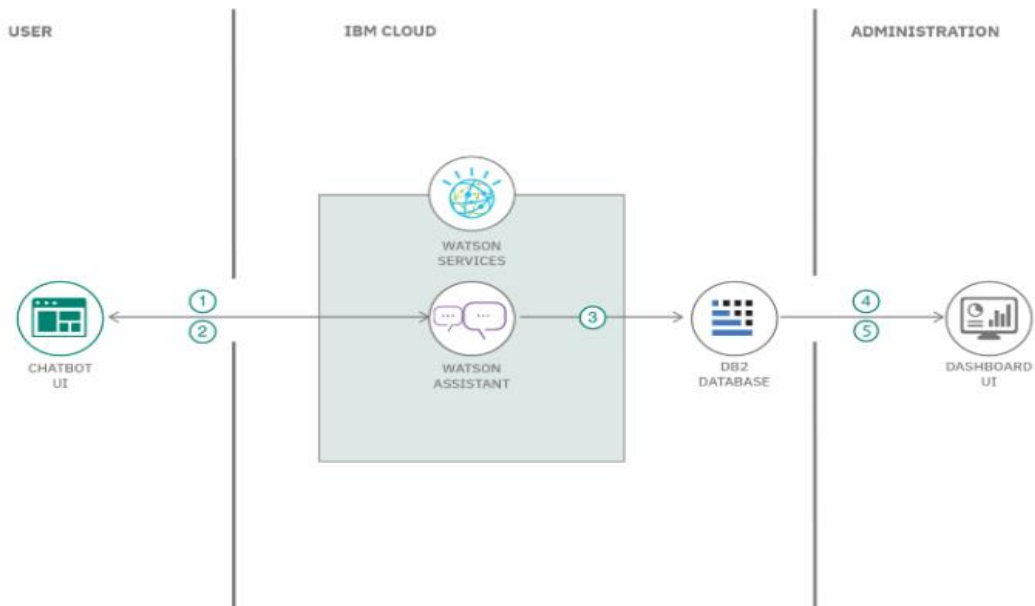 USER
IBM CLOUD
ADMINISTRATION
WATSON
SERVICES
1
2
3
4
5
CHATBOT
UI
WATSON
ASSISTANT
DB2
DATABASE
DASHBOARD
UI